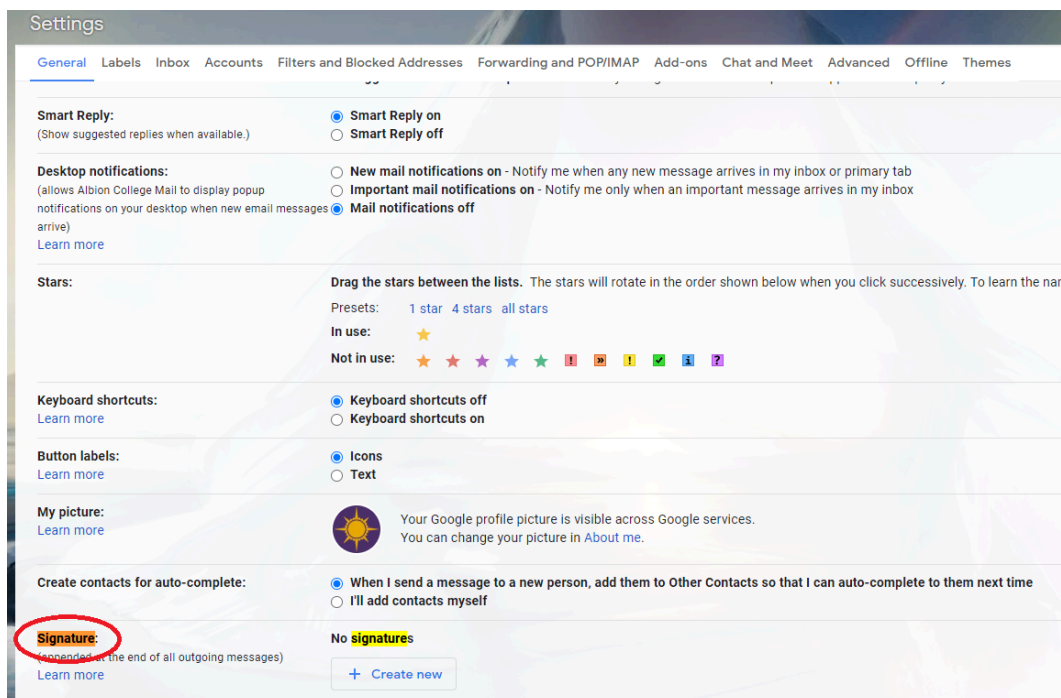 Settings
General Labels Inbox Accounts Filters and Blocked Addresses Forwarding and POP/IMAP Add-ons Chat and Meet Advanced Offline Themes
Smart Reply:
(Show suggested replies when available.)
Smart Reply on
Smart Reply off
Desktop notifications:
(allows Albion College Mail to display popup
notifications on your desktop when new email messages
arrive)
Learn more
New mail notifications on - Notify me when any new message arrives in my inbox or primary tab
Important mail notifications on - Notify me only when an important message arrives in my inbox
Mail notifications off
Stars:
Drag the stars between the lists. The stars will rotate in the order shown below when you click successively. To learn the
Presets: 1 star 4 stars all stars
In use:
Not in use: ! » ! ✔ i ?
Keyboard shortcuts:
Learn more
Keyboard shortcuts off
Keyboard shortcuts on
Button labels:
Learn more
Icons
Text
My picture:
Learn more
Your Google profile picture is visible across Google services.
You can change your picture in About me.
Create contacts for auto-complete:
When I send a message to a new person, add them to Other Contacts so that I can auto-complete to them next time
I'll add contacts myself
Signature:
(appended at the end of all outgoing messages)
Learn more
No signatures
+ Create new